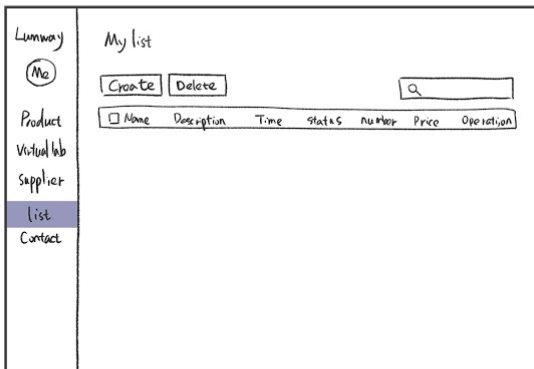 Lumway
Me
Product
Virtual lab
Supplier
list
Contact
My list
Create Delete
Name Description Time status number Price Operation